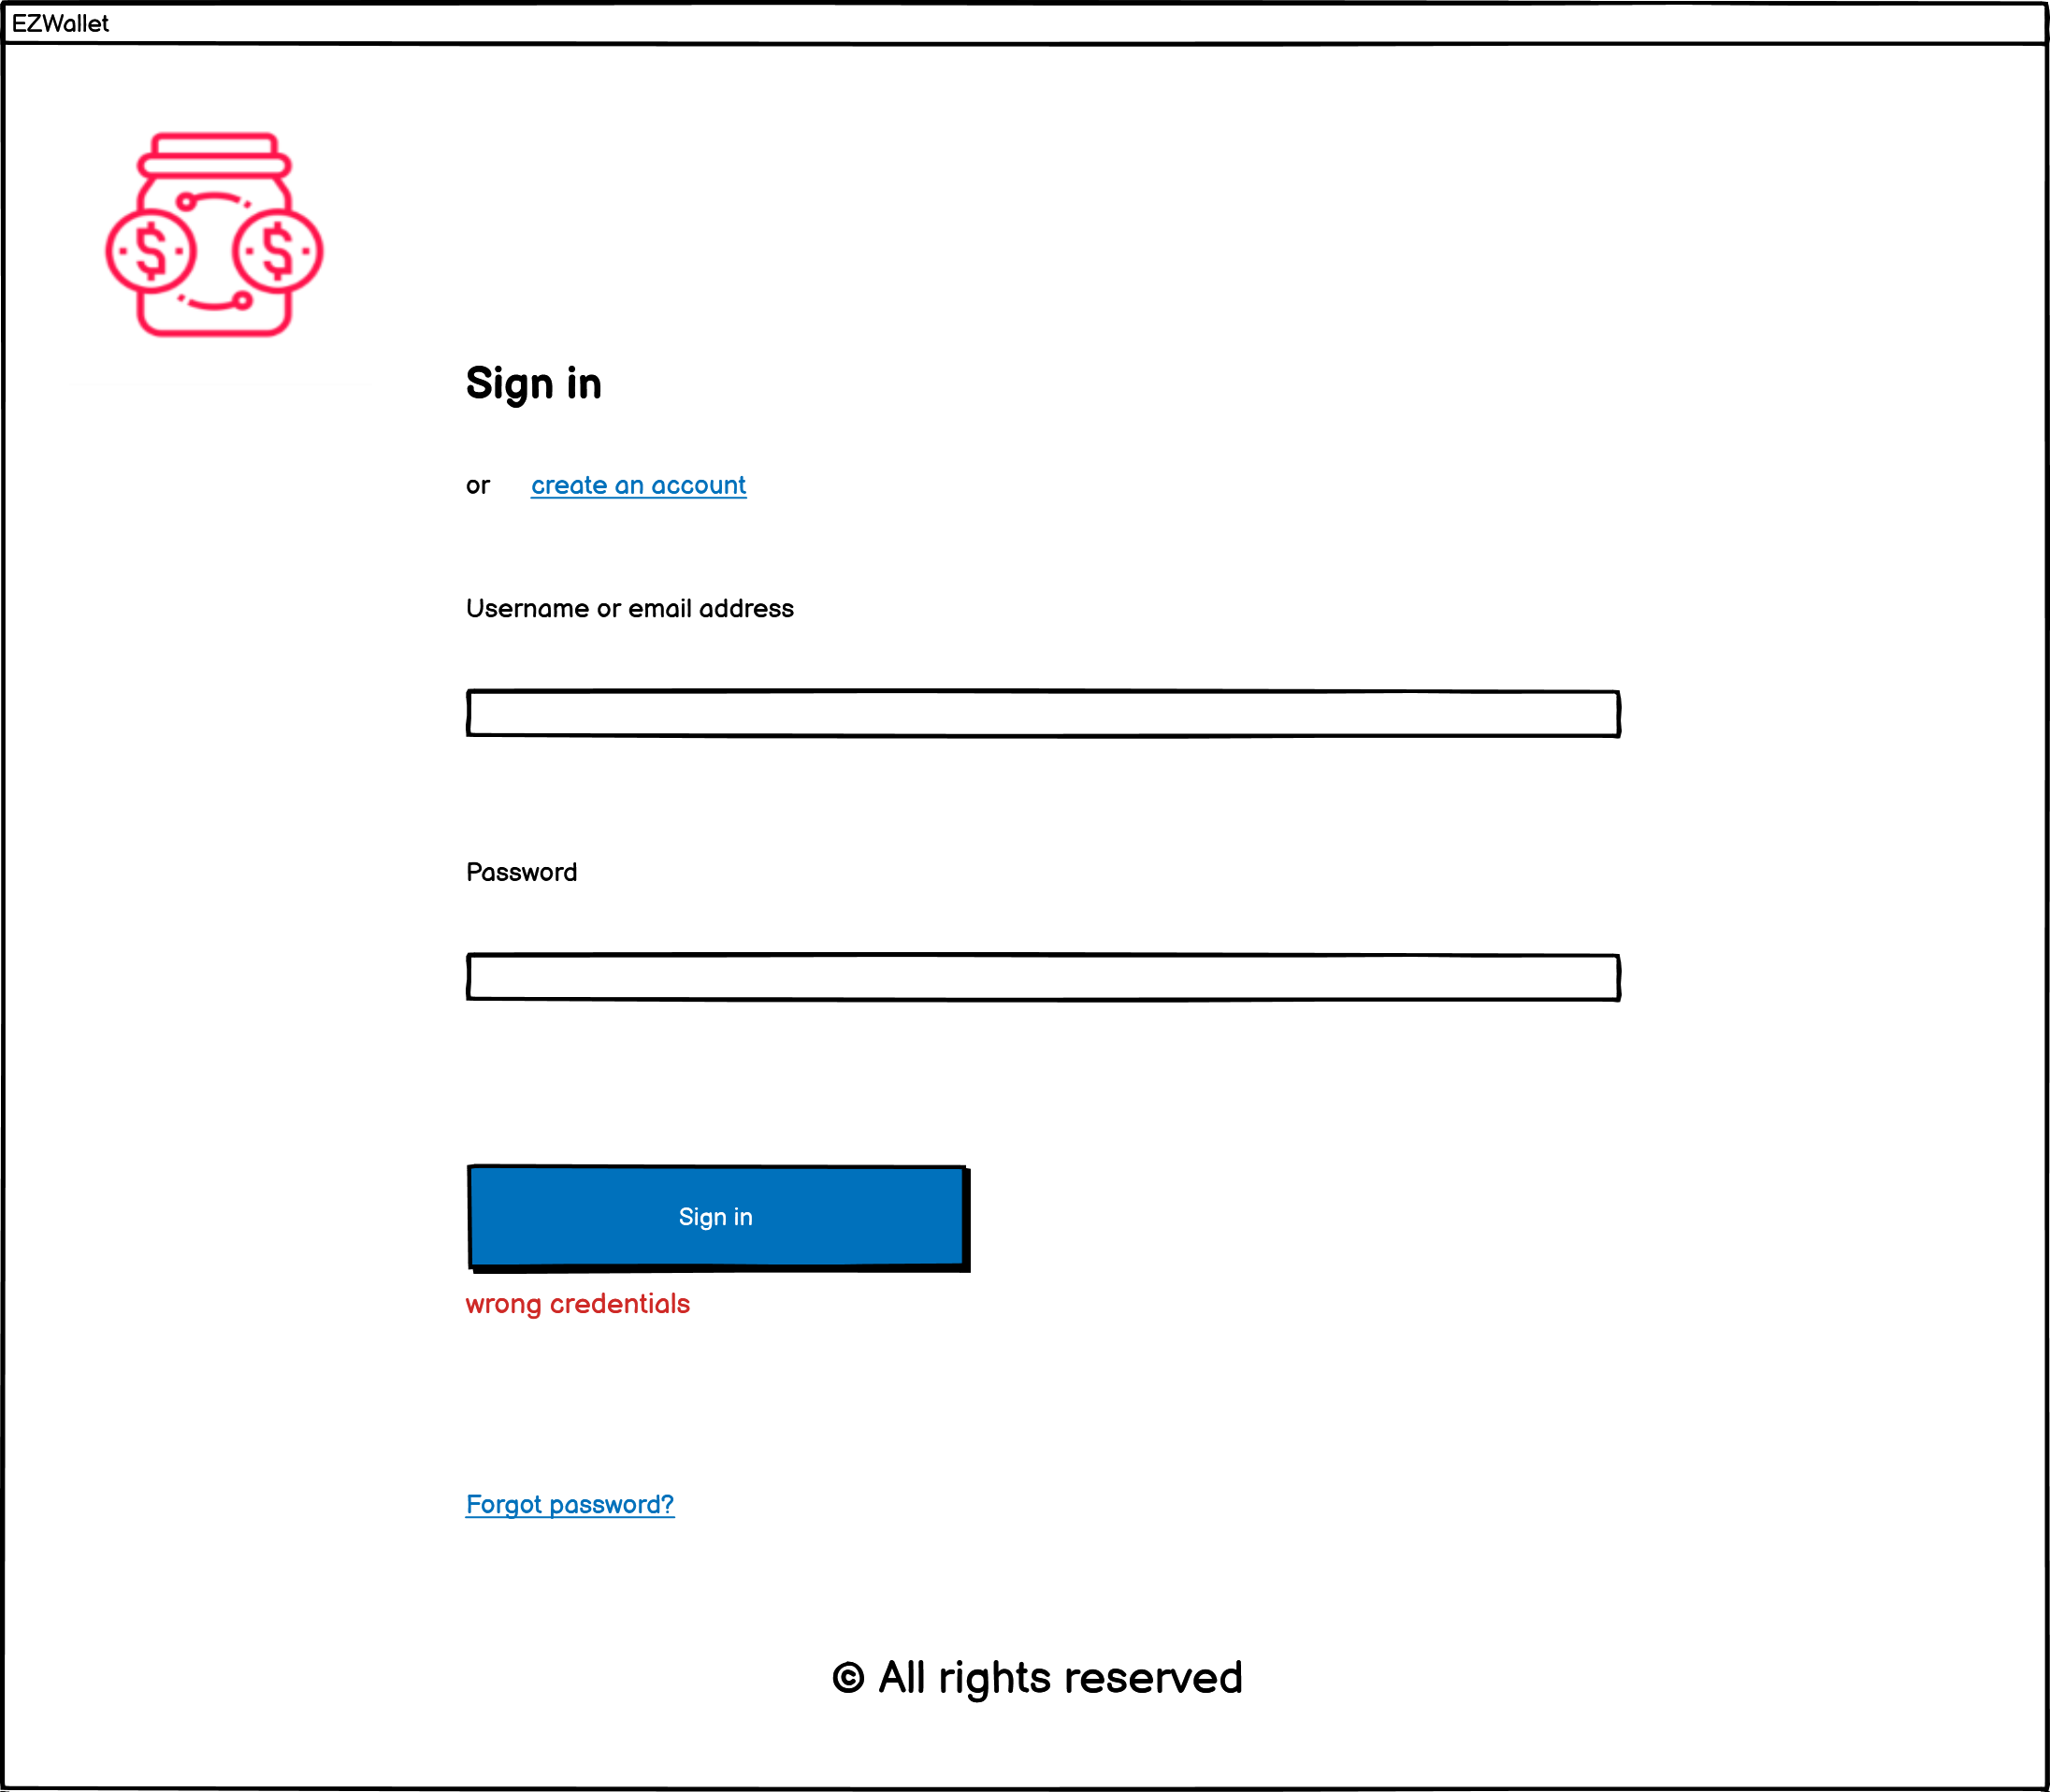 EZWallet
$ $
Sign in
or create an account
Username or email address
Password
Sign in
wrong credentials
Forgot password?
© All rights reserved